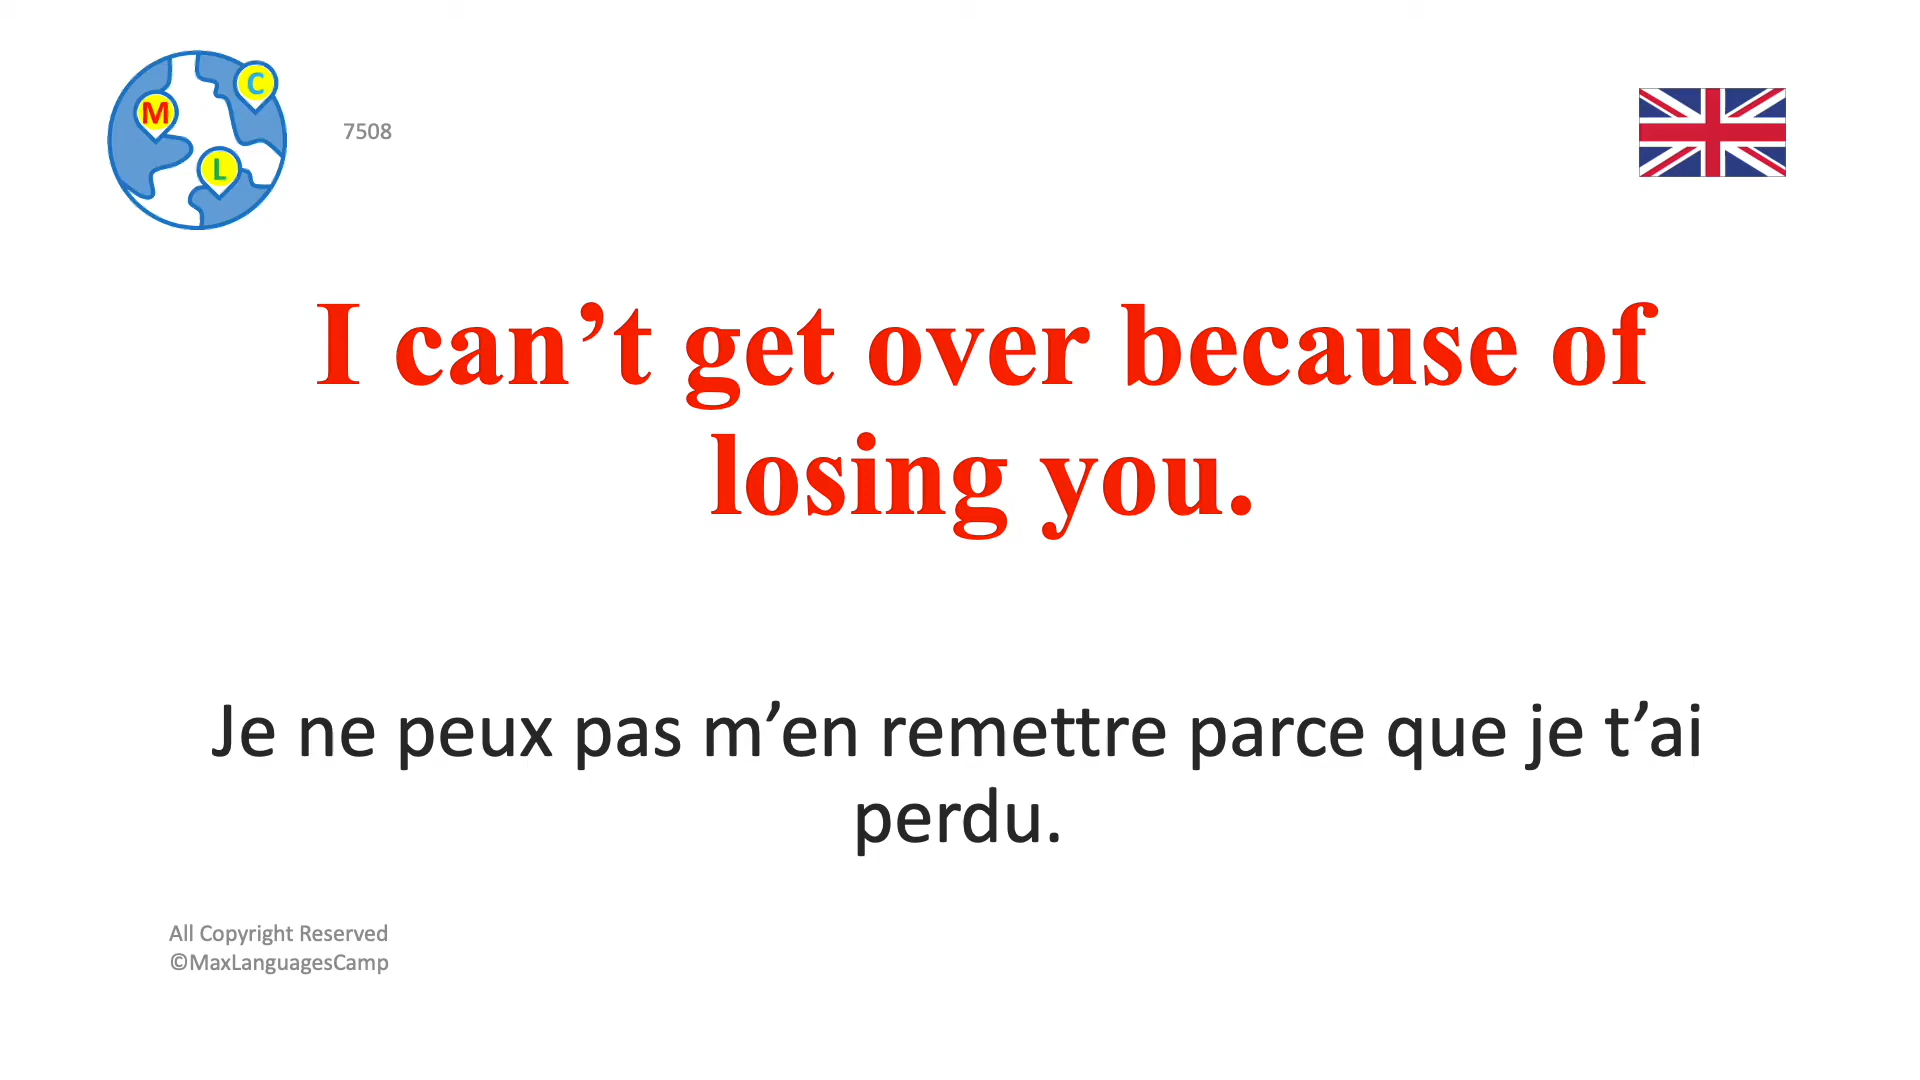 M
C
L
7508
I can’t get over because of
losing you.
Je ne peux pas m’en remettre parce que je t’ai
perdu.
All Copyright Reserved
©MaxLanguagesCamp